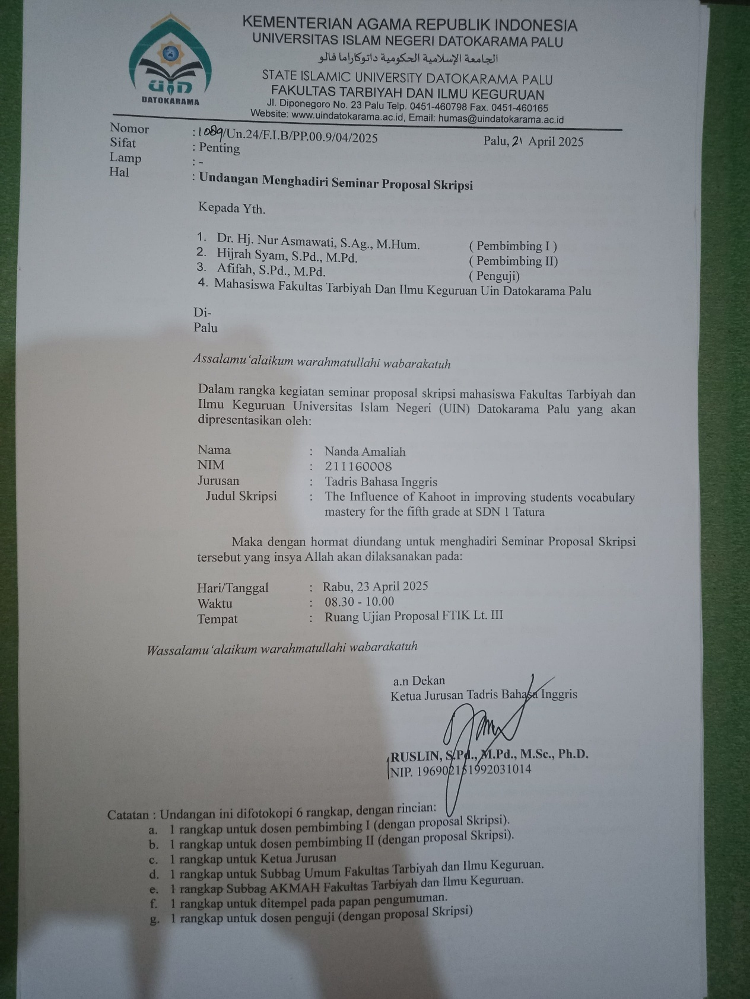 UIN
DATOKARAMA
KEMENTERIAN AGAMA REPUBLIK INDONESIA
UNIVERSITAS ISLAM NEGERI DATOKARAMA PALU
الجامعة الإسلامية الحكومية داتوكاراما فالو
STATE ISLAMIC UNIVERSITY DATOKARAMA PALU
FAKULTAS TARBIYAH DAN ILMU KEGURUAN
Jl. Diponegoro No. 23 Palu Telp. 0451-460798 Fax. 0451-460165
Website: www.uindatokarama.ac.id, Email: humas@uindatokarama.ac.id
Nomor : 1089/Un.24/F.I.B/PP.00.9/04/2025 Palu, 21 April 2025
Sifat : Penting
Lamp : -
Hal : Undangan Menghadiri Seminar Proposal Skripsi
Kepada Yth.
1. Dr. Hj. Nur Asmawati, S.Ag., M.Hum. ( Pembimbing I )
2. Hijrah Syam, S.Pd., M.Pd. ( Pembimbing II)
3. Afifah, S.Pd., M.Pd. ( Penguji)
4. Mahasiswa Fakultas Tarbiyah Dan Ilmu Keguruan Uin Datokarama Palu
Di-
Palu
Assalamu‘alaikum warahmatullahi wabarakatuh
Dalam rangka kegiatan seminar proposal skripsi mahasiswa Fakultas Tarbiyah dan
Ilmu Keguruan Universitas Islam Negeri (UIN) Datokarama Palu yang akan
dipresentasikan oleh:
Nama : Nanda Amaliah
NIM : 211160008
Jurusan : Tadris Bahasa Inggris
Judul Skripsi : The Influence of Kahoot in improving students vocabulary
mastery for the fifth grade at SDN 1 Tatura
Maka dengan hormat diundang untuk menghadiri Seminar Proposal Skripsi
tersebut yang insya Allah akan dilaksanakan pada:
Hari/Tanggal : Rabu, 23 April 2025
Waktu : 08.30 - 10.00
Tempat : Ruang Ujian Proposal FTIK Lt. III
Wassalamu‘alaikum warahmatullahi wabarakatuh
a.n Dekan
Ketua Jurusan Tadris Bahasa Inggris
RUSLIN, S.Pd., M.Pd., M.Sc., Ph.D.
NIP. 196902151992031014
Catatan : Undangan ini difotokopi 6 rangkap, dengan rincian:
a. 1 rangkap untuk dosen pembimbing I (dengan proposal Skripsi).
b. 1 rangkap untuk dosen pembimbing II (dengan proposal Skripsi).
c. 1 rangkap untuk Ketua Jurusan
d. 1 rangkap untuk Subbag Umum Fakultas Tarbiyah dan Ilmu Keguruan.
e. 1 rangkap Subbag AKMAH Fakultas Tarbiyah dan Ilmu Keguruan.
f. 1 rangkap untuk ditempel pada papan pengumuman.
g. 1 rangkap untuk dosen penguji (dengan proposal Skripsi)